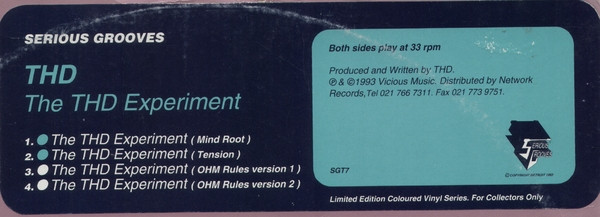 SERIOUS GROOVES
THD
The THD Experiment
1. The THD Experiment ( Mind Root )
2. The THD Experiment ( Tension )
3. The THD Experiment ( OHM Rules version 1 )
4. The THD Experiment ( OHM Rules version 2 )
Both sides play at 33 rpm
Produced and Written by THD.
℗ & ©1993 Vicious Music. Distributed by Network
Records,Tel 021 766 7311. Fax 021 773 9751.
SERIOUS
GROOVES
SGT7
Limited Edition Coloured Vinyl Series. For Collectors Only